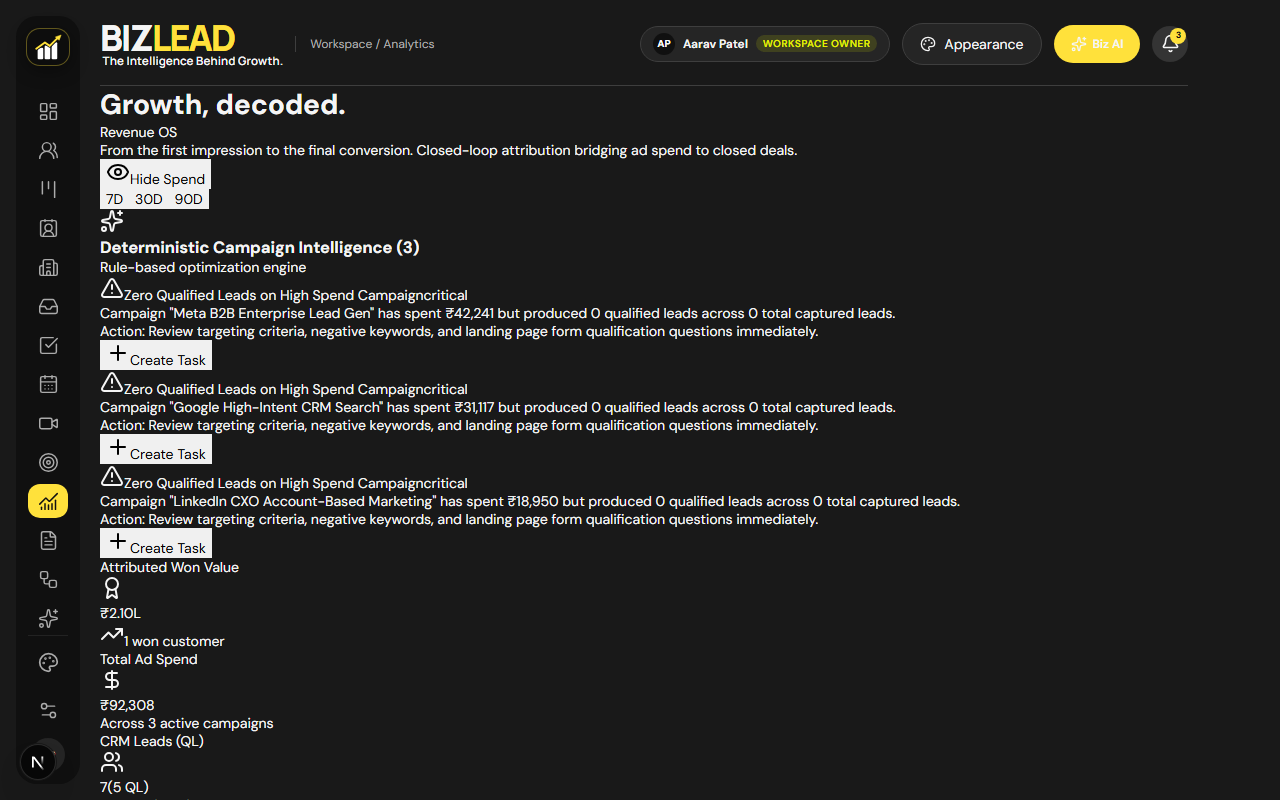 BIZLEAD
The Intelligence Behind Growth.
Workspace / Analytics
AP Aarav Patel WORKSPACE OWNER
Appearance
Biz AI
3
Growth, decoded.
Revenue OS
From the first impression to the final conversion. Closed-loop attribution bridging ad spend to closed deals.
Hide Spend
7D 30D 90D
Deterministic Campaign Intelligence (3)
Rule-based optimization engine
Zero Qualified Leads on High Spend Campaigncritical
Campaign "Meta B2B Enterprise Lead Gen" has spent ₹42,241 but produced 0 qualified leads across 0 total captured leads.
Action: Review targeting criteria, negative keywords, and landing page form qualification questions immediately.
Create Task
Zero Qualified Leads on High Spend Campaigncritical
Campaign "Google High-Intent CRM Search" has spent ₹31,117 but produced 0 qualified leads across 0 total captured leads.
Action: Review targeting criteria, negative keywords, and landing page form qualification questions immediately.
Create Task
Zero Qualified Leads on High Spend Campaigncritical
Campaign "LinkedIn CXO Account-Based Marketing" has spent ₹18,950 but produced 0 qualified leads across 0 total captured leads.
Action: Review targeting criteria, negative keywords, and landing page form qualification questions immediately.
Create Task
Attributed Won Value
₹2.10L
1 won customer
Total Ad Spend
₹92,308
Across 3 active campaigns
CRM Leads (QL)
N
7(5 QL)